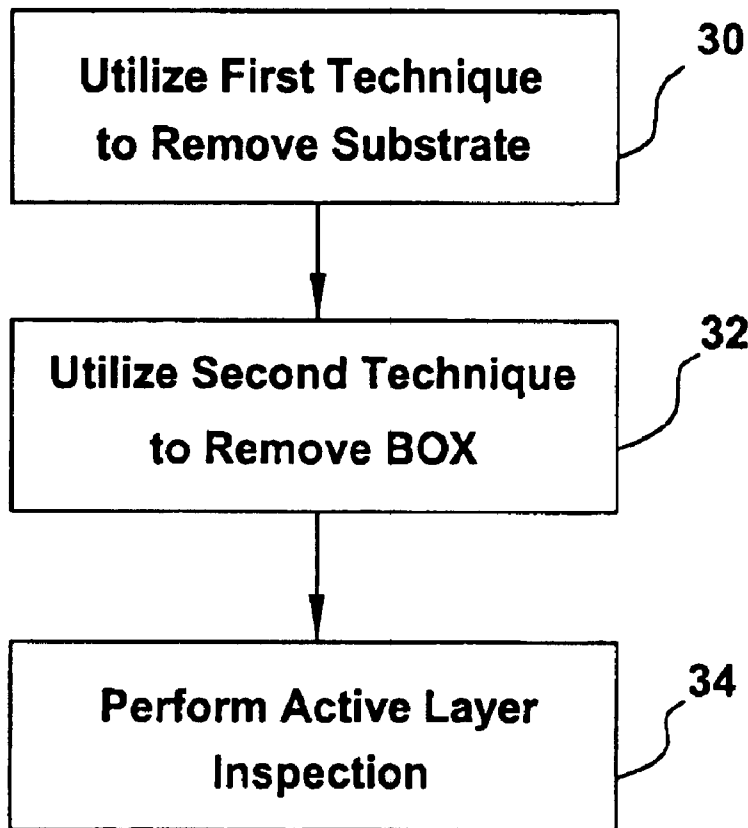 Utilize First Technique
to Remove Substrate
30
Utilize Second Technique
to Remove BOX
32
Perform Active Layer
Inspection
34